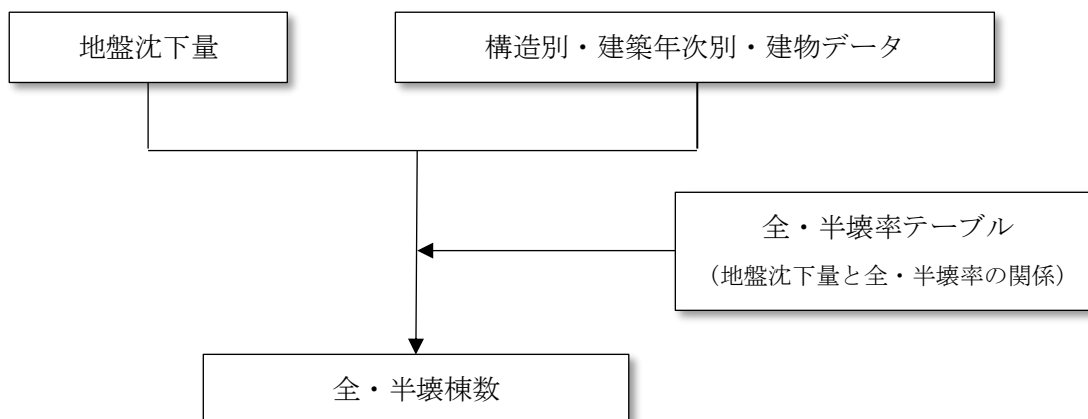 地盤沈下量
構造別・建築年次別・建物データ
全・半壊率テーブル
（地盤沈下量と全・半壊率の関係）
全・半壊棟数